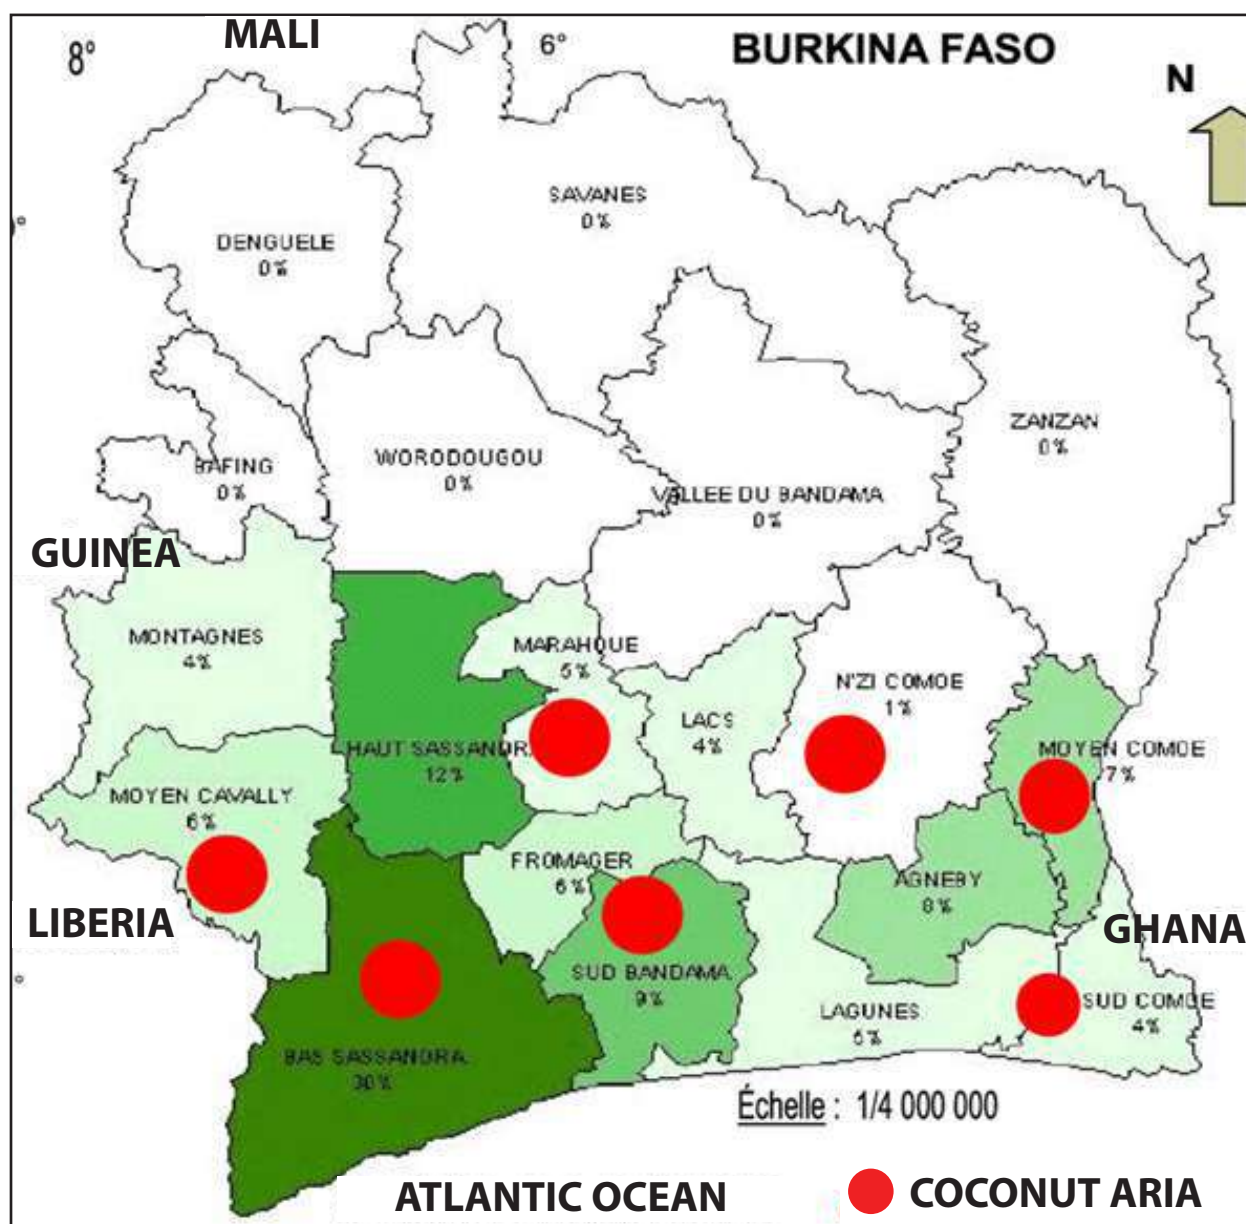 MALI
8°
6°
BURKINA FASO
N
SAVANES
0%
DENGUELE
0%
ZANZAN
0%
WORODOUGOU
0%
BAFING
0%
VALLEE DU BANDAMA
0%
GUINEA
MONTAGNES
4%
MARAHOUE
5%
N'ZI COMOE
1%
LACS
4%
HAUT SASSANDRA
12%
MOYEN COMOE
7%
MOYEN CAVALLY
6%
FROMAGER
6%
AGNEBY
8%
LIBERIA
GHANA
SUD BANDAMA
9%
LAGUNES
SUD COMOE
4%
BAS SASSANDRA
30%
Échelle : 1/4 000 000
ATLANTIC OCEAN
COCONUT ARIA